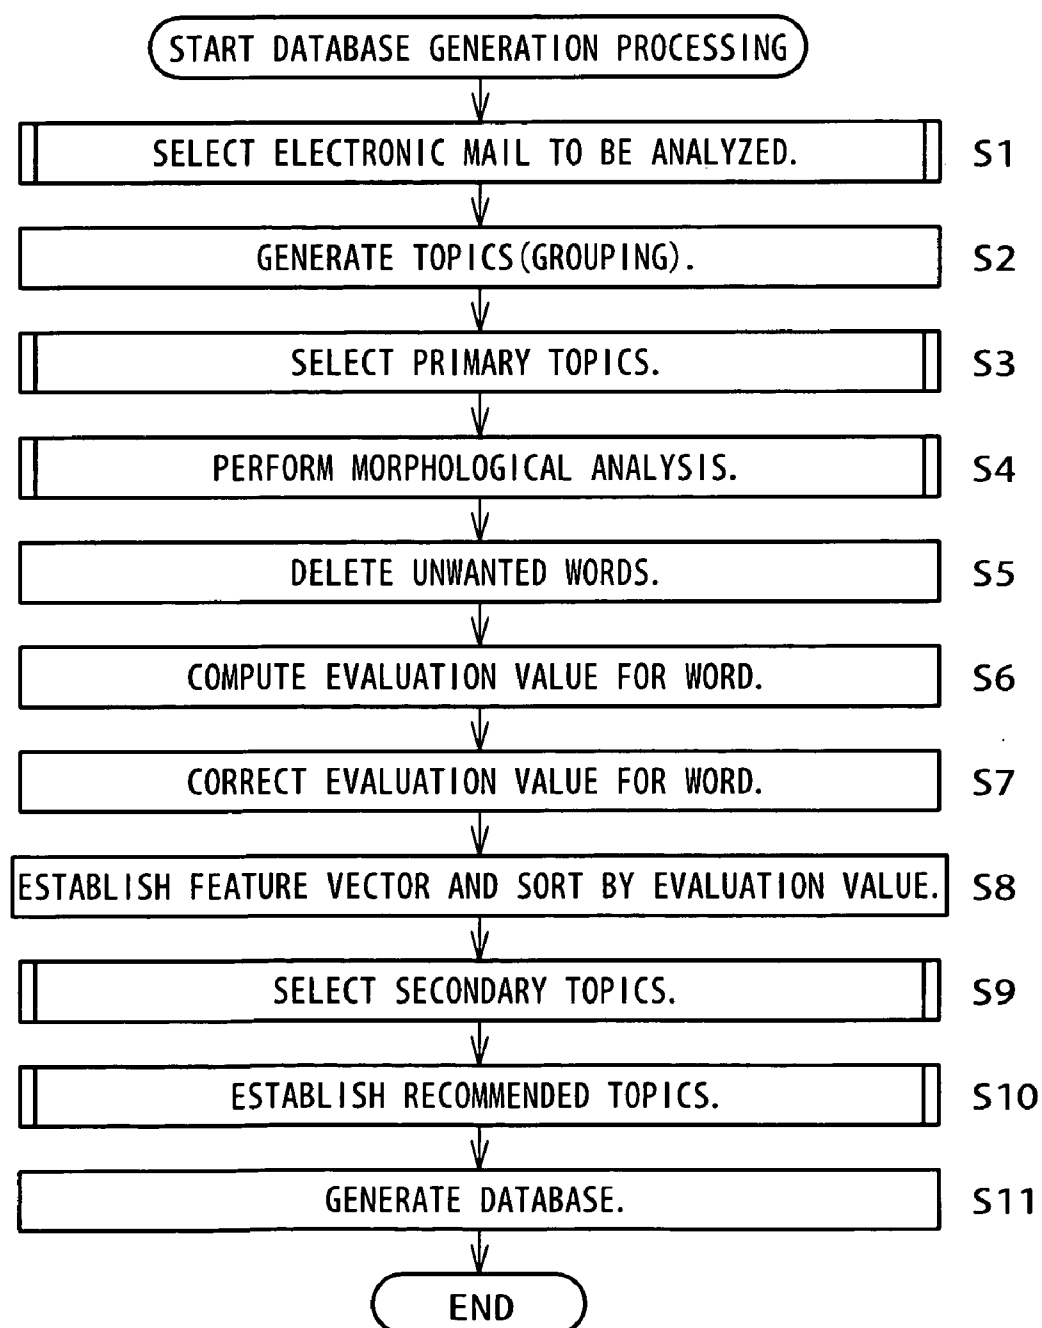 START DATABASE GENERATION PROCESSING
SELECT ELECTRONIC MAIL TO BE ANALYZED. S1
GENERATE TOPICS(GROUPING). S2
SELECT PRIMARY TOPICS. S3
PERFORM MORPHOLOGICAL ANALYSIS. S4
DELETE UNWANTED WORDS. S5
COMPUTE EVALUATION VALUE FOR WORD. S6
CORRECT EVALUATION VALUE FOR WORD. S7
ESTABLISH FEATURE VECTOR AND SORT BY EVALUATION VALUE. S8
SELECT SECONDARY TOPICS. S9
ESTABLISH RECOMMENDED TOPICS. S10
GENERATE DATABASE. S11
END